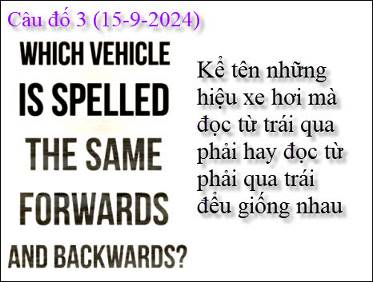 Câu đố 3 (15-9-2024)
WHICH VEHICLE
IS SPELLED
THE SAME
FORWARDS
AND BACKWARDS?
Kể tên những
hiệu xe hơi mà
đọc từ trái qua
phải hay đọc từ
phải qua trái
đểu giống nhau